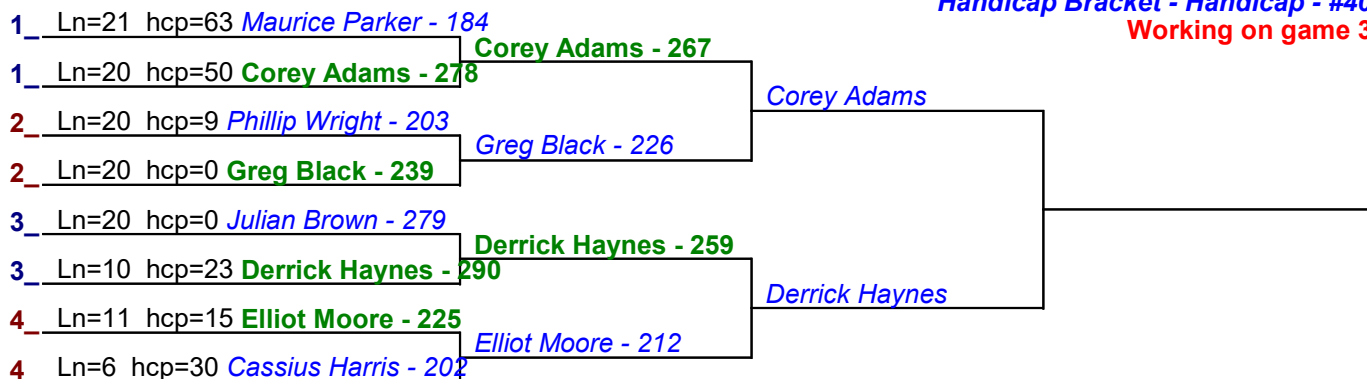 Handicap Bracket - Handicap - #40
Working on game 3
1_ Ln=21 hcp=63 Maurice Parker - 184
Corey Adams - 267
1_ Ln=20 hcp=50 Corey Adams - 278
Corey Adams
2_ Ln=20 hcp=9 Phillip Wright - 203
Greg Black - 226
2_ Ln=20 hcp=0 Greg Black - 239
3_ Ln=20 hcp=0 Julian Brown - 279
Derrick Haynes - 259
3_ Ln=10 hcp=23 Derrick Haynes - 290
Derrick Haynes
4_ Ln=11 hcp=15 Elliot Moore - 225
Elliot Moore - 212
4 Ln=6 hcp=30 Cassius Harris - 202